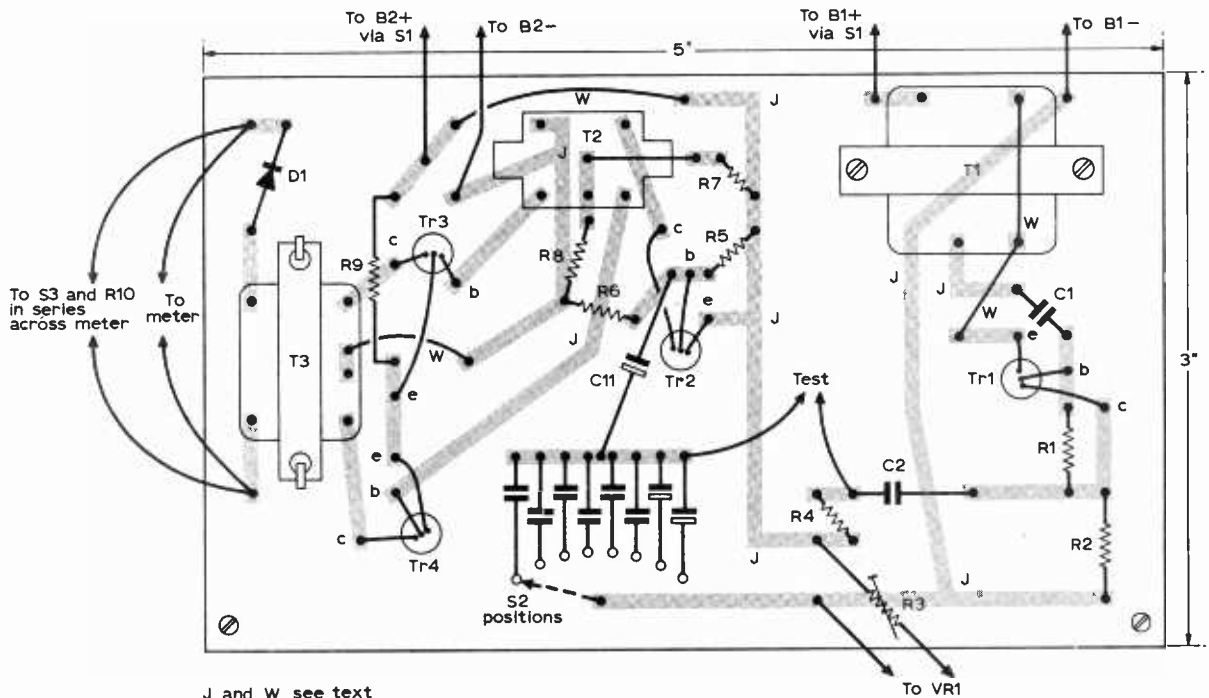 To B2+
via S1
To B2-
To B1+
via S1
To B1-
5"
W
J
T2
J
D1
R7
T1
Tr3
c
c
R5
W
R9
b
R8
b
R6
e
J
J
J
C1
To S3 and R10
in series
across meter
To
meter
W
e
T3
W
J
C11
Tr2
Test
Tr1
b
c
3"
e
e
b
C2
R1
c
Tr4
R4
R2
J
J
S2
positions
R3
J and W see text
To VR1